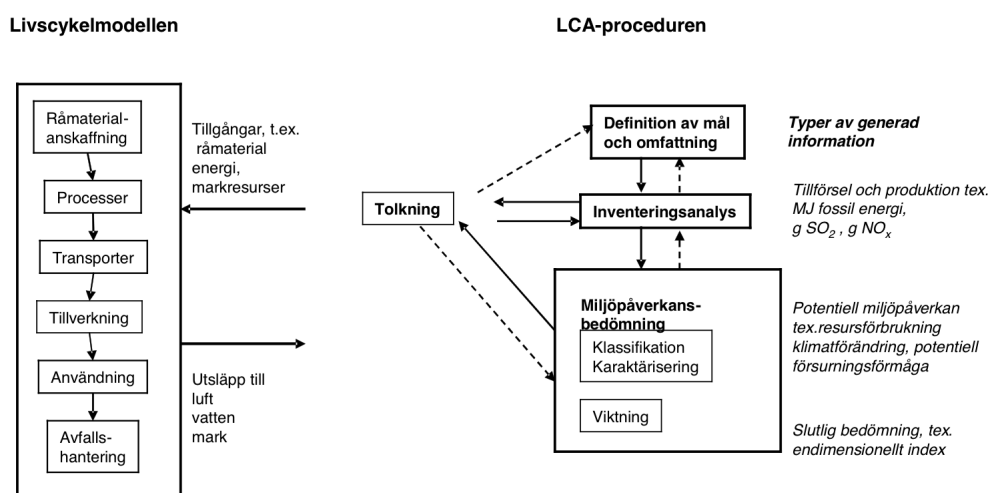 Livscykelmodellen
Råmaterial-
anskaffning
Processer
Transporter
Tillverkning
Användning
Avfalls-
hantering
Tillgångar, t.ex.
råmaterial
energi,
markresurser
Utsläpp till
luft
vatten
mark
LCA-proceduren
Definition av mål
och omfattning
Tolkning
Inventeringsanalys
Miljöpåverkans-
bedömning
Klassifikation
Karaktärisering
Viktning
Typer av generad
information
Tillförsel och produktion tex.
MJ fossil energi,
g SO₂ , g NOₓ
Potentiell miljöpåverkan
tex.resursförbrukning
klimatförändring, potentiell
försurningsförmåga
Slutlig bedömning, tex.
endimensionellt index